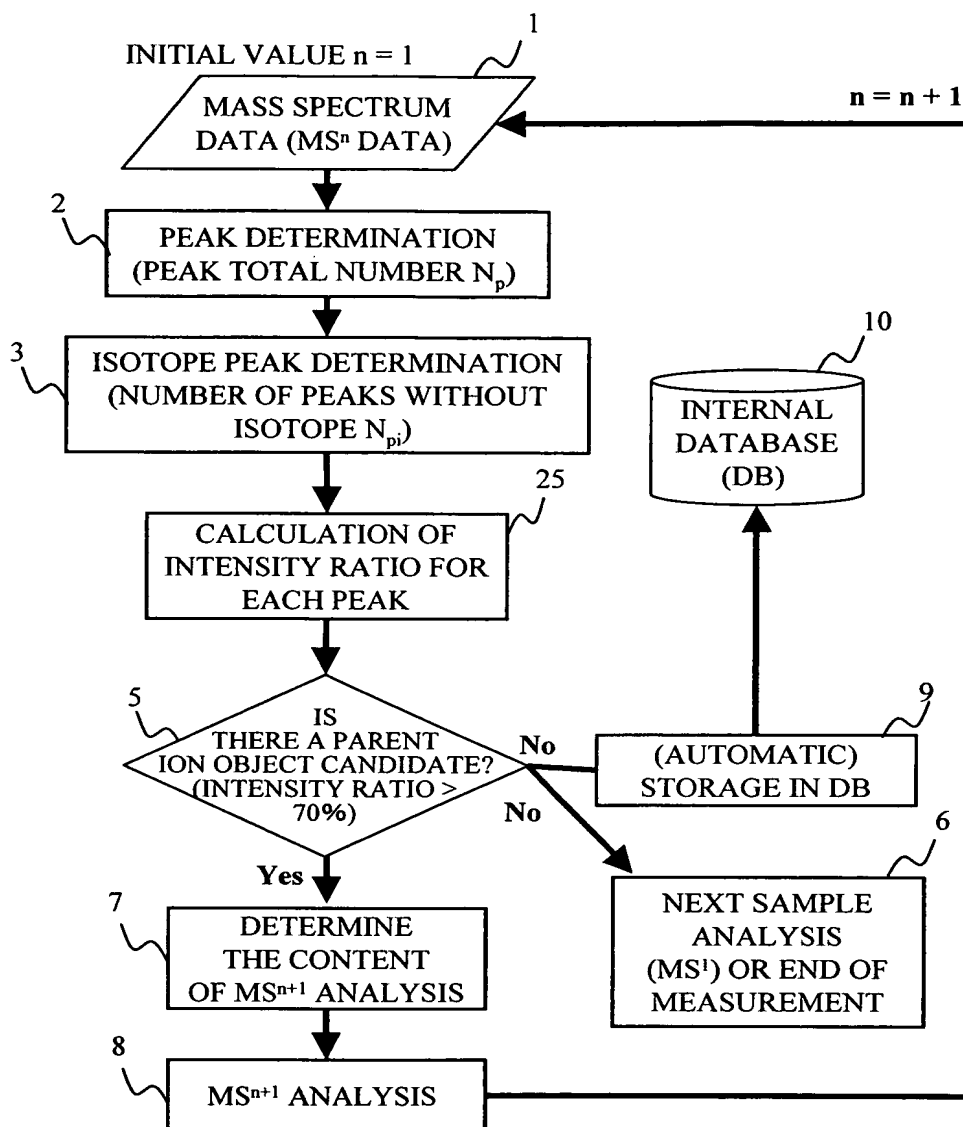 1
INITIAL VALUE n = 1
MASS SPECTRUM
DATA (MSⁿ DATA)
n = n + 1
2
PEAK DETERMINATION
(PEAK TOTAL NUMBER Nₚ)
3
ISOTOPE PEAK DETERMINATION
(NUMBER OF PEAKS WITHOUT
ISOTOPE Nₚᵢ)
10
INTERNAL
DATABASE
(DB)
25
CALCULATION OF
INTENSITY RATIO FOR
EACH PEAK
5
IS
THERE A PARENT
ION OBJECT CANDIDATE?
(INTENSITY RATIO >
70%)
No
No
9
(AUTOMATIC)
STORAGE IN DB
6
NEXT SAMPLE
ANALYSIS
(MS¹) OR END OF
MEASUREMENT
Yes
7
DETERMINE
THE CONTENT
OF MSⁿ⁺¹ ANALYSIS
8
MSⁿ⁺¹ ANALYSIS